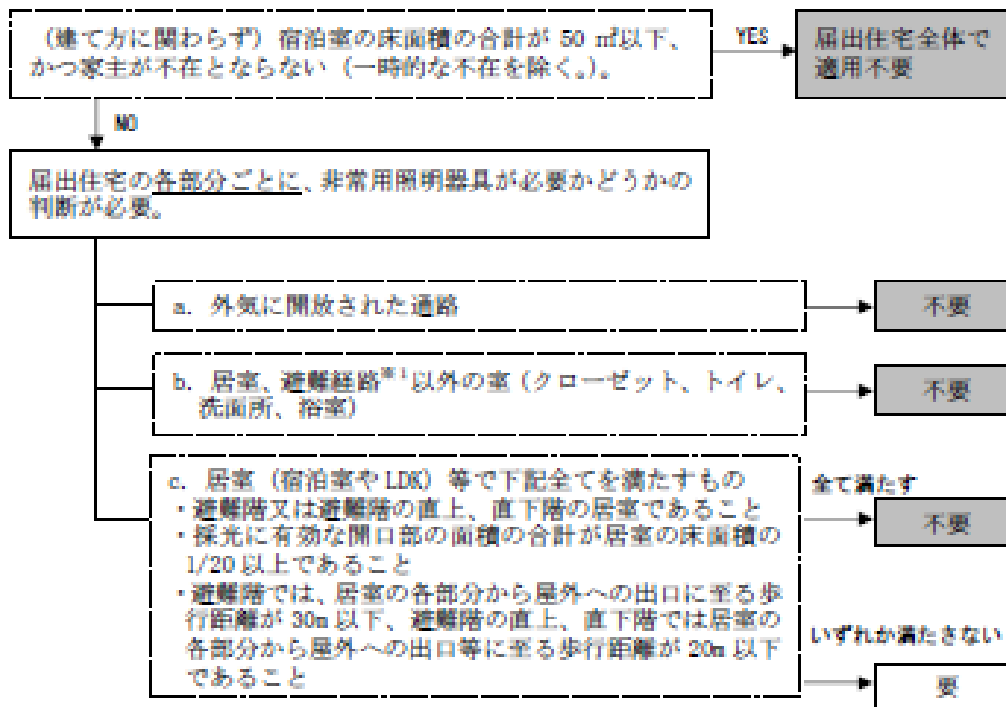 (建て方に関わらず)宿泊室の床面積の合計が 50 ㎡以下、
かつ家主が不在とならない(一時的な不在を除く。)。
YES
届出住宅全体で
適用不要
NO
届出住宅の各部分ごとに、非常用照明器具が必要かどうかの
判断が必要。
a. 外気に開放された通路
不要
b. 居室、避難経路※1以外の室(クローゼット、トイレ、
洗面所、浴室)
不要
c. 居室(宿泊室や LDK)等で下記全てを満たすもの
・避難階又は避難階の直上、直下階の居室であること
・採光に有効な開口部の面積の合計が居室の床面積の
1/20 以上であること
・避難階では、居室の各部分から屋外への出口に至る歩
行距離が 30m 以下、避難階の直上、直下階では居室の
各部分から屋外への出口等に至る歩行距離が 20m 以下
であること
全て満たす
不要
いずれか満たさない
要